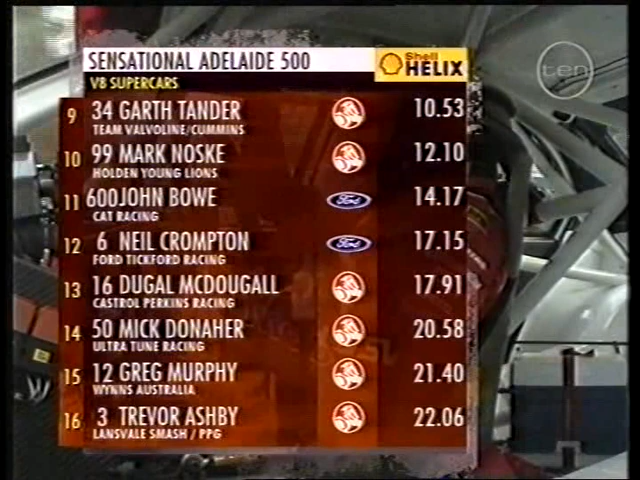 SENSATIONAL ADELAIDE 500
Shell
HELIX
V8 SUPERCARS
ten
9 34 GARTH TANDER 10.53
TEAM VALVOLINE/CUMMINS
10 99 MARK NOSKE 12.10
HOLDEN YOUNG LIONS
11 600 JOHN BOWE Ford 14.17
CAT RACING
12 6 NEIL CROMPTON Ford 17.15
FORD TICKFORD RACING
13 16 DUGAL MCDOUGALL 17.91
CASTROL PERKINS RACING
14 50 MICK DONAHER 20.58
ULTRA TUNE RACING
15 12 GREG MURPHY 21.40
WYNNS AUSTRALIA
16 3 TREVOR ASHBY 22.06
LANSVALE SMASH / PPG